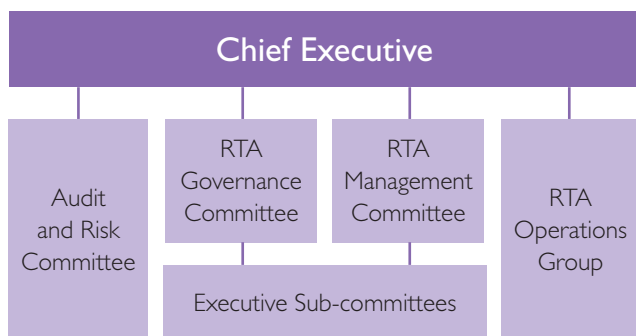 Chief Executive
Audit
and Risk
Committee
RTA
Governance
Committee
RTA
Management
Committee
RTA
Operations
Group
Executive Sub-committees